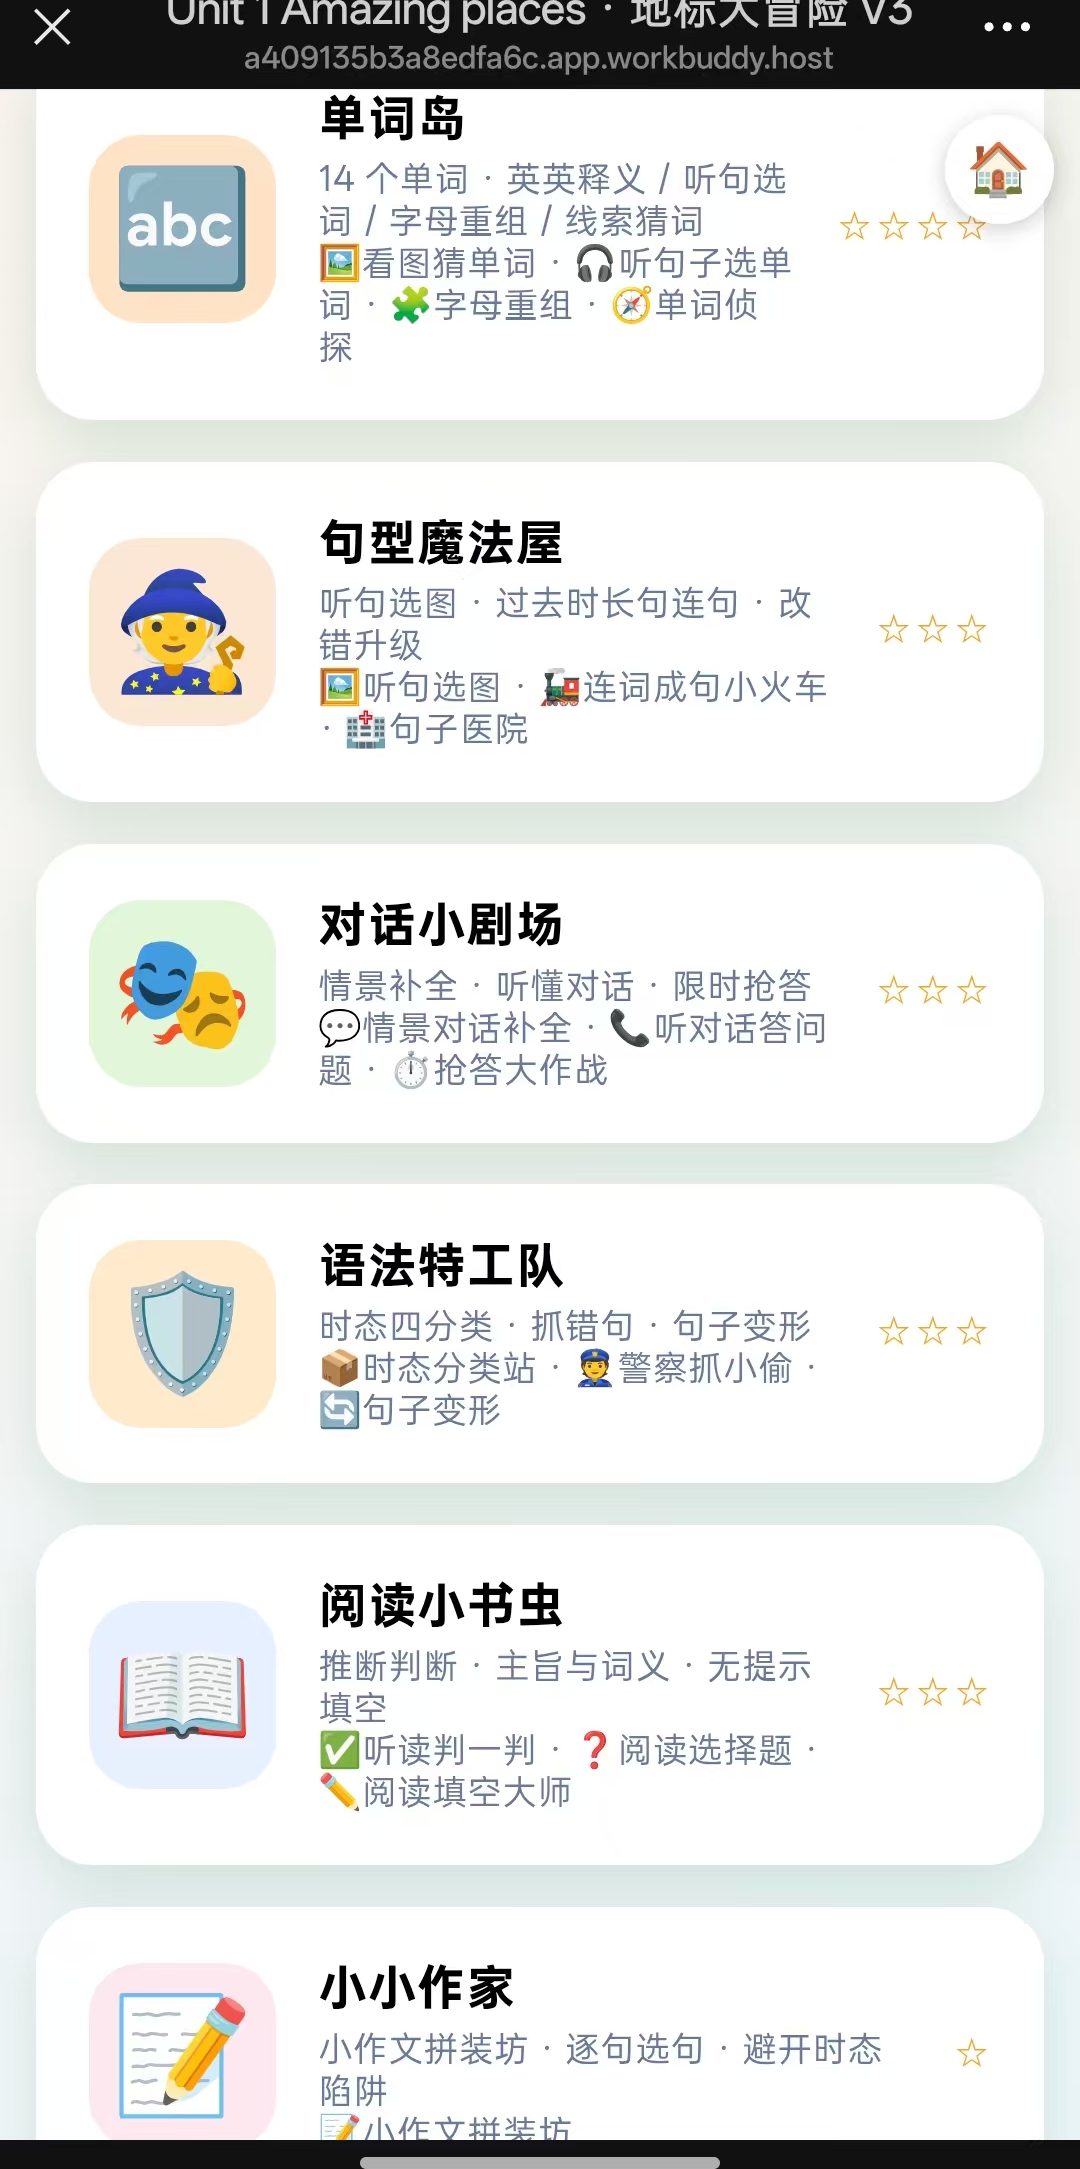 Unit 1 Amazing places · 地标大冒险 V3
a409135b3a8edfa6c.app.workbuddy.host
单词岛
abc
14 个单词 · 英英释义 / 听句选
词 / 字母重组 / 线索猜词
看图猜单词 · 听句子选单
词 · 字母重组 · 单词侦
探
句型魔法屋
听句选图 · 过去时长句连句 · 改
错升级
听句选图 · 连词成句小火车
· 句子医院
对话小剧场
情景补全 · 听懂对话 · 限时抢答
情景对话补全 · 听对话答问
题 · 抢答大作战
语法特工队
时态四分类 · 抓错句 · 句子变形
时态分类站 · 警察抓小偷 ·
句子变形
阅读小书虫
推断判断 · 主旨与词义 · 无提示
填空
听读判一判 · 阅读选择题 ·
阅读填空大师
小小作家
小作文拼装坊 · 逐句选句 · 避开时态
陷阱
小作文拼装坊